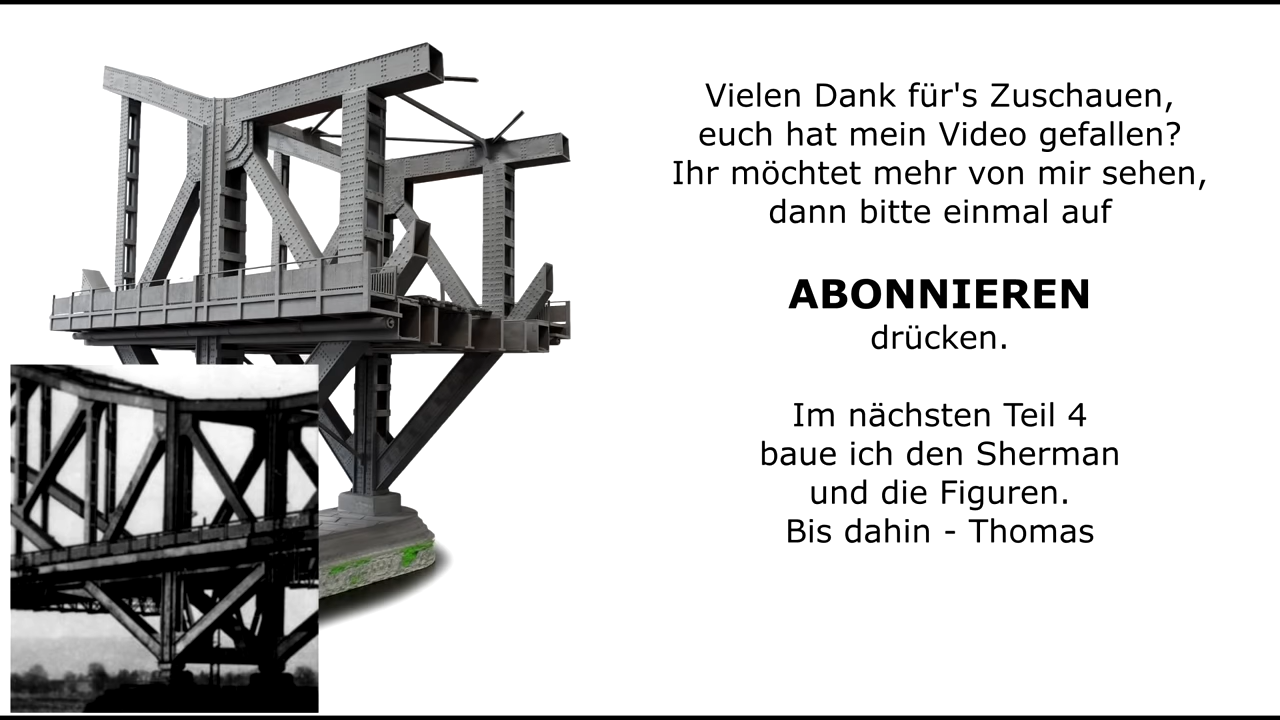 Vielen Dank für's Zuschauen,
euch hat mein Video gefallen?
Ihr möchtet mehr von mir sehen,
dann bitte einmal auf
ABONNIEREN
drücken.
Im nächsten Teil 4
baue ich den Sherman
und die Figuren.
Bis dahin - Thomas